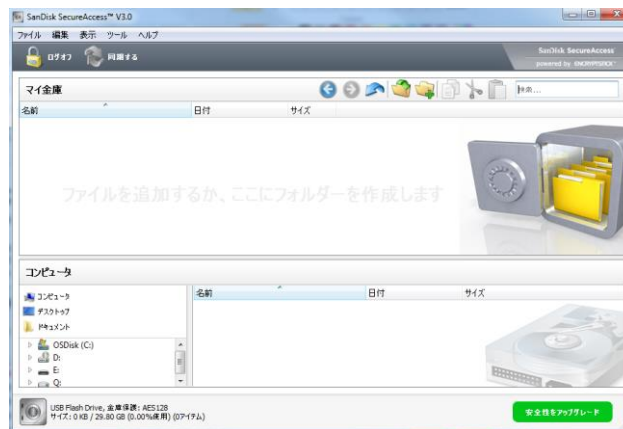 SanDisk SecureAccess™ V3.0
ファイル 編集 表示 ツール ヘルプ
ログオフ 同期する
SanDisk SecureAccess
powered by ENCRYPTSTICK
マイ金庫
検索...
名前 日付 サイズ
ファイルを追加するか、ここにフォルダーを作成します
コンピュータ
コンピュータ
デスクトップ
ドキュメント
OSDisk (C:)
D:
E:
Q:
名前 日付 サイズ
USB Flash Drive, 金庫保護: AES128
サイズ: 0 KB / 29.80 GB (0.00%使用) (0アイテム)
安全性をアップグレード